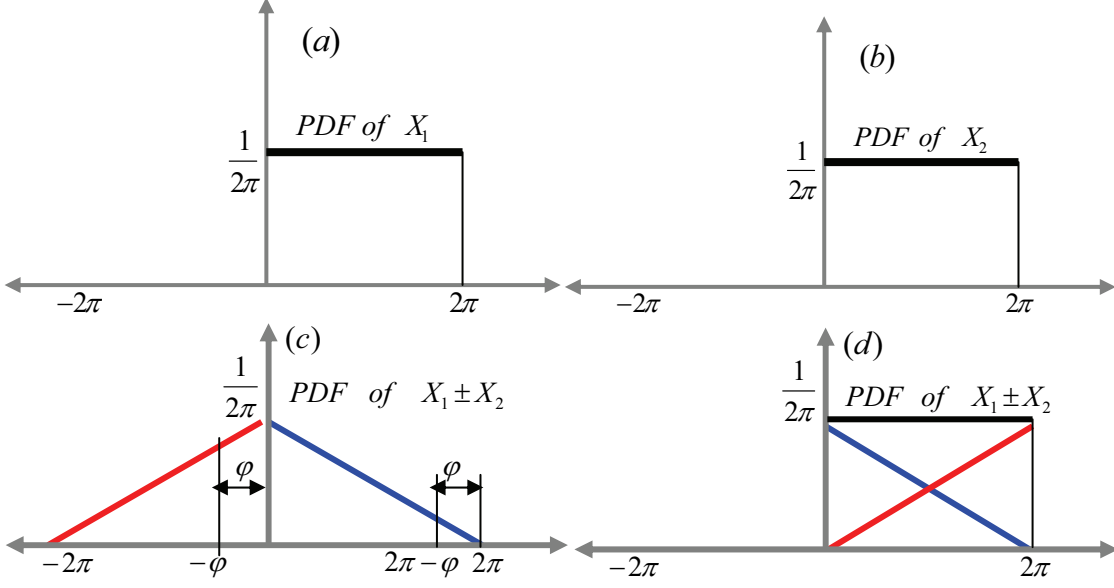 (a)
PDF of X₁
1/2π
−2π
2π
(b)
PDF of X₂
1/2π
−2π
2π
(c)
1/2π
PDF of X₁ ± X₂
φ
φ
−2π
−φ
2π −φ
2π
(d)
1/2π
PDF of X₁ ± X₂
−2π
2π